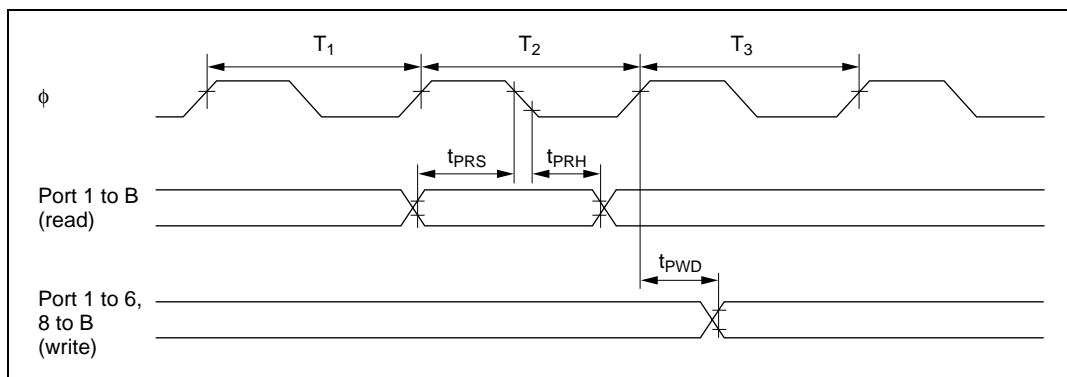 T1 T2 T3
ϕ
tPRS tPRH
Port 1 to B
(read)
tPWD
Port 1 to 6,
8 to B
(write)